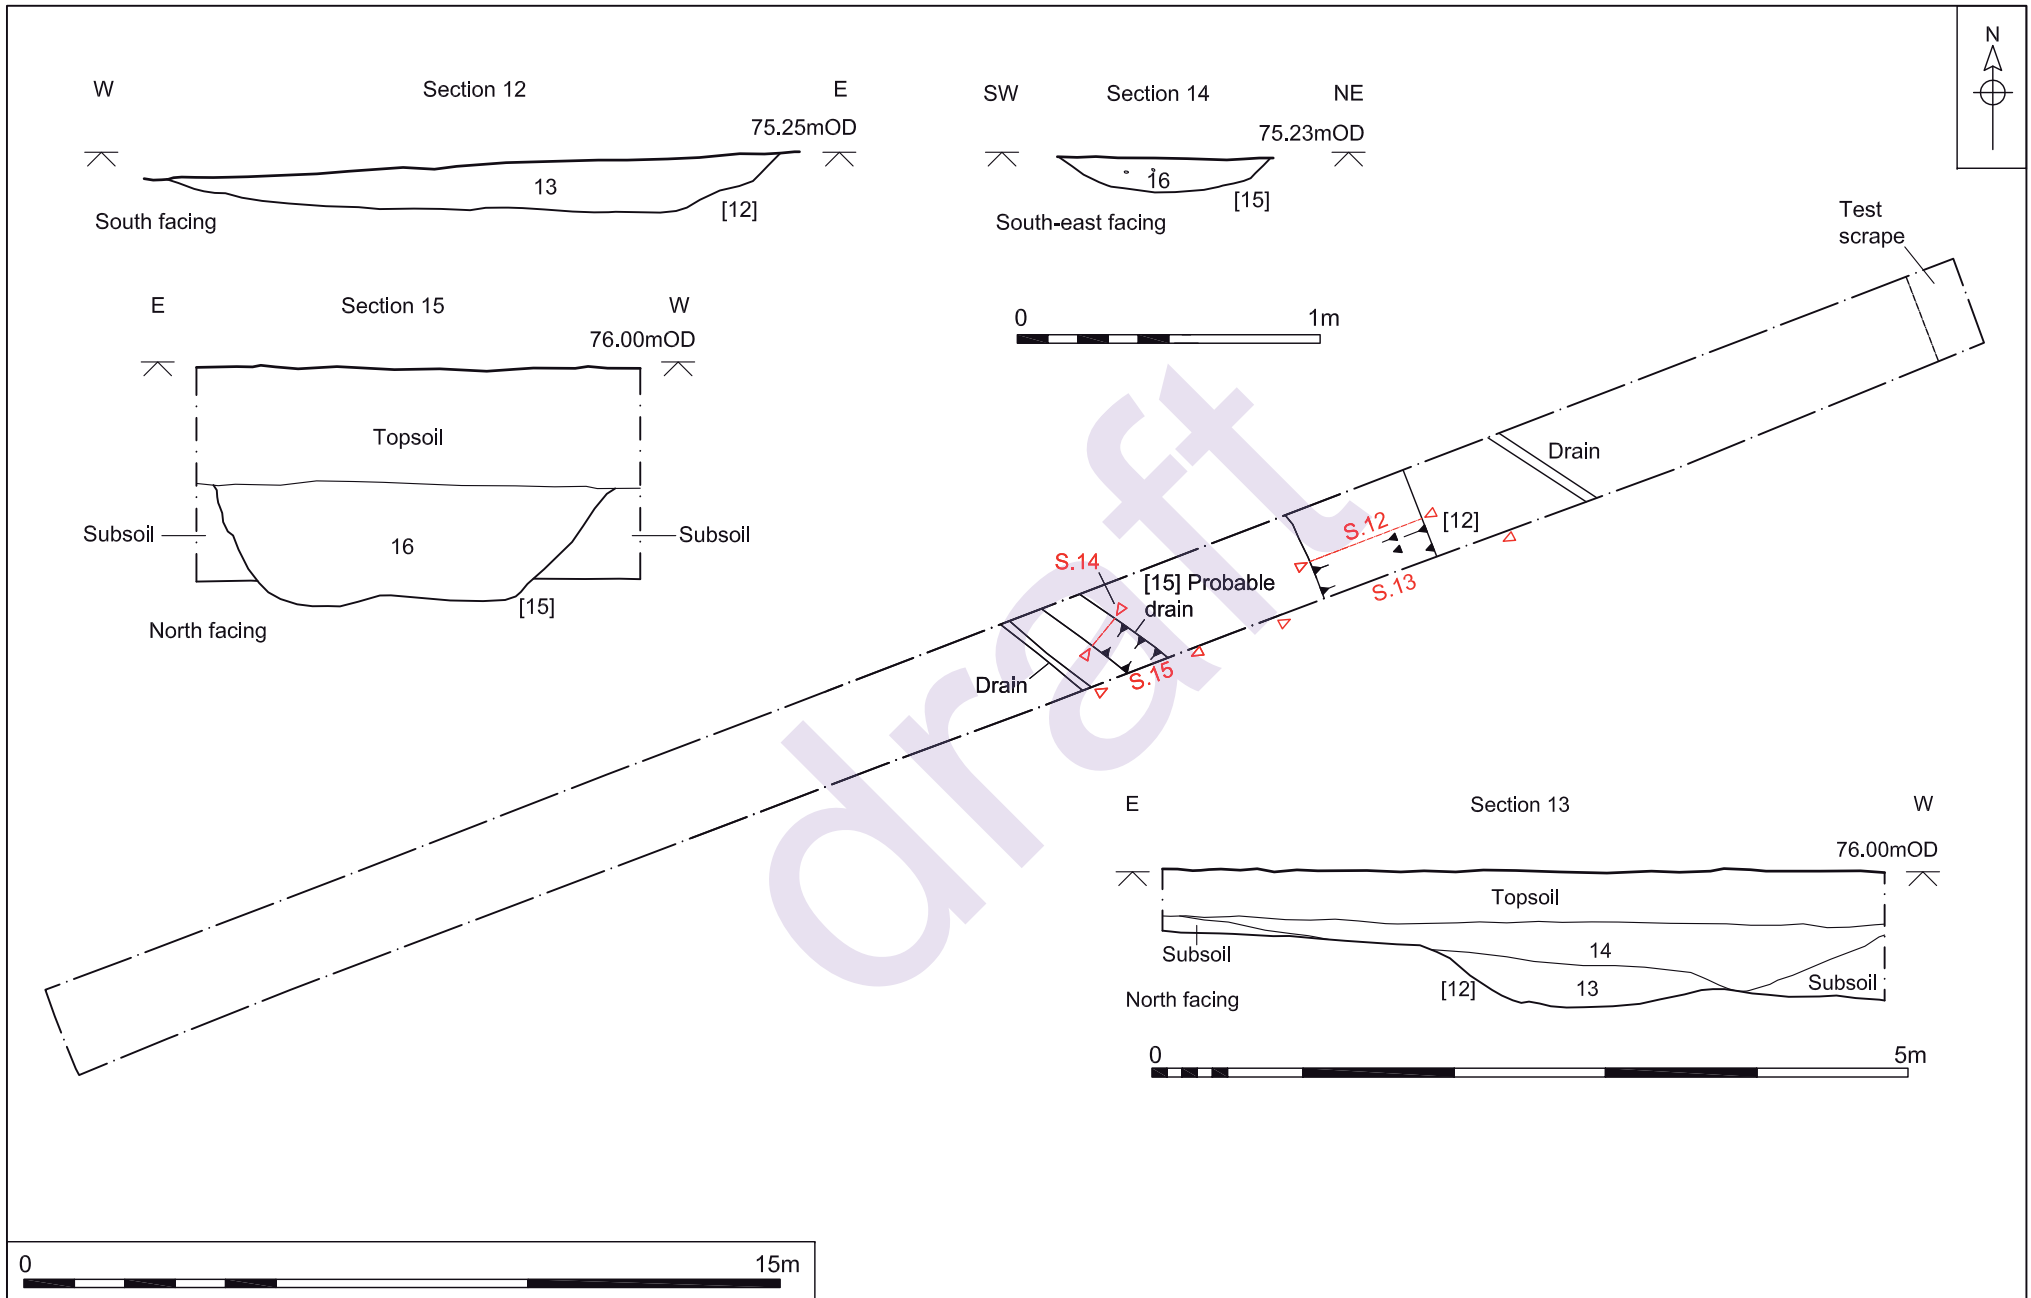 N
W
Section 12
E
75.25mOD
13
[12]
South facing
SW
Section 14
NE
75.23mOD
16
[15]
South-east facing
E
Section 15
W
76.00mOD
Topsoil
Subsoil
Subsoil
16
[15]
North facing
0
1m
Test
scrape
Drain
S.12
[12]
S.13
S.14
[15] Probable
drain
S.15
Drain
draft
E
Section 13
W
76.00mOD
Topsoil
Subsoil
14
[12]
13
Subsoil
North facing
0
5m
0
15m